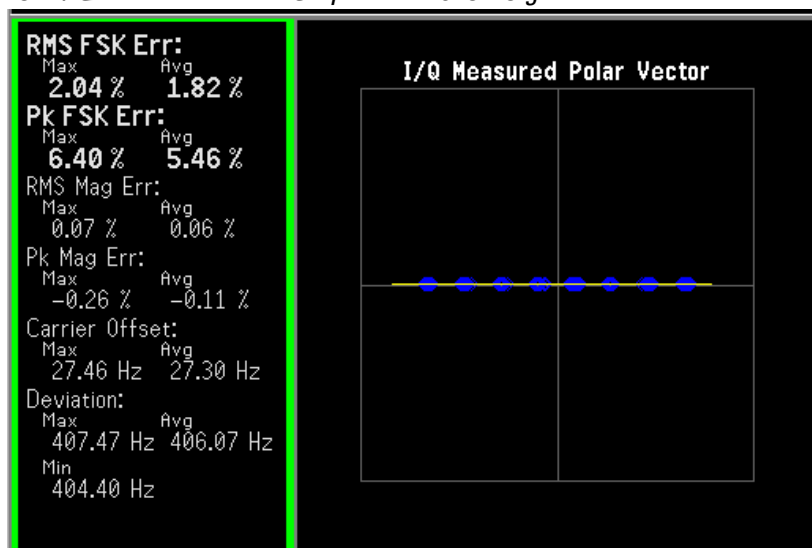 RMS FSK Err:
Max Avg
2.04 % 1.82 %
Pk FSK Err:
Max Avg
6.40 % 5.46 %
RMS Mag Err:
Max Avg
0.07 % 0.06 %
Pk Mag Err:
Max Avg
-0.26 % -0.11 %
Carrier Offset:
Max Avg
27.46 Hz 27.30 Hz
Deviation:
Max Avg
407.47 Hz 406.07 Hz
Min
404.40 Hz
I/Q Measured Polar Vector